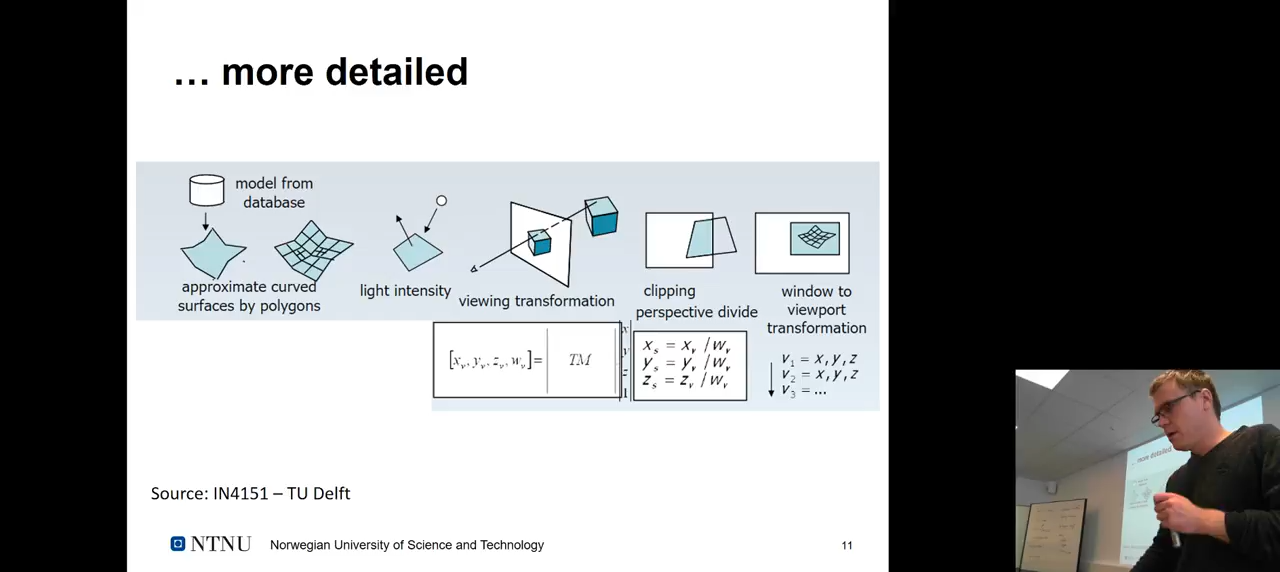 … more detailed
model from
database
approximate curved
surfaces by polygons
light intensity
viewing transformation
clipping
perspective divide
window to
viewport
transformation
[xᵥ, yᵥ, zᵥ, wᵥ]=
TM
x
y
z
1
xₛ = xᵥ /wᵥ
yₛ = yᵥ /wᵥ
zₛ = zᵥ /wᵥ
v₁ = x,y,z
v₂ = x,y,z
v₃ = ...
Source: IN4151 – TU Delft
NTNU
Norwegian University of Science and Technology
11
... more detailed